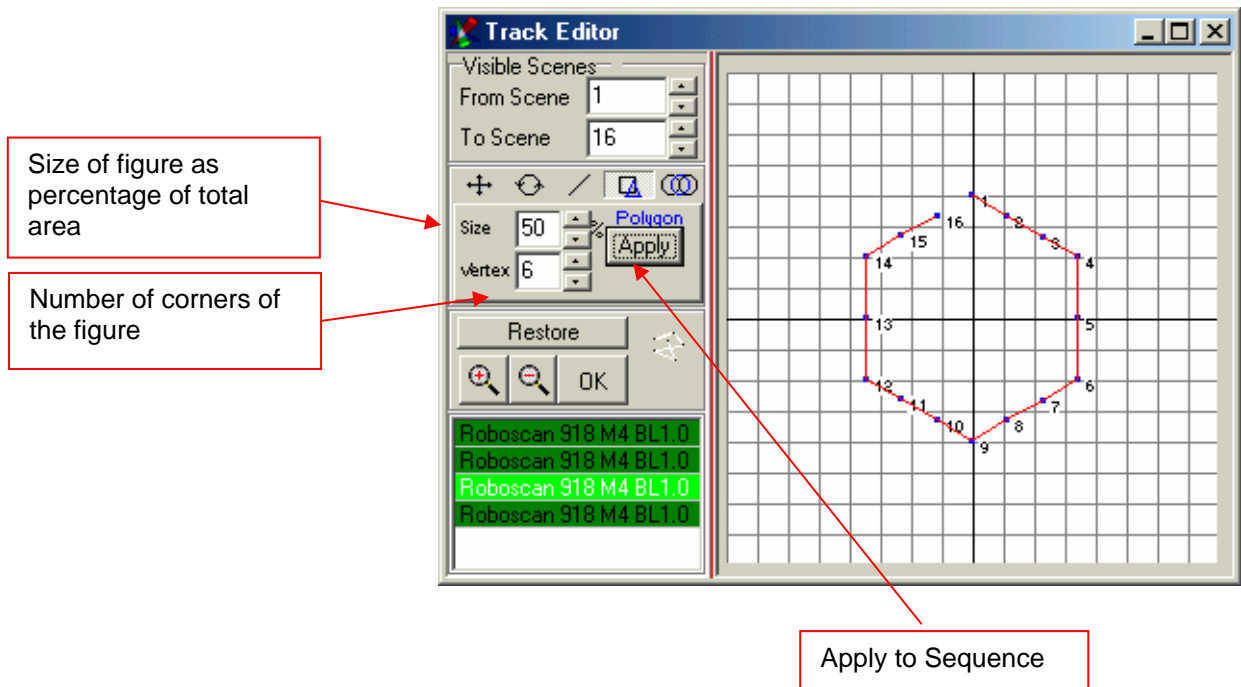 Track Editor
Visible Scenes
From Scene 1
To Scene 16
Size of figure as
percentage of total
area
Size 50 % Polygon
Apply
Vertex 6
Number of corners of
the figure
Restore
OK
Roboscan 918 M4 BL1.0
Roboscan 918 M4 BL1.0
Roboscan 918 M4 BL1.0
Roboscan 918 M4 BL1.0
1
2
3
4
5
6
7
8
9
10
11
12
13
14
15
16
Apply to Sequence